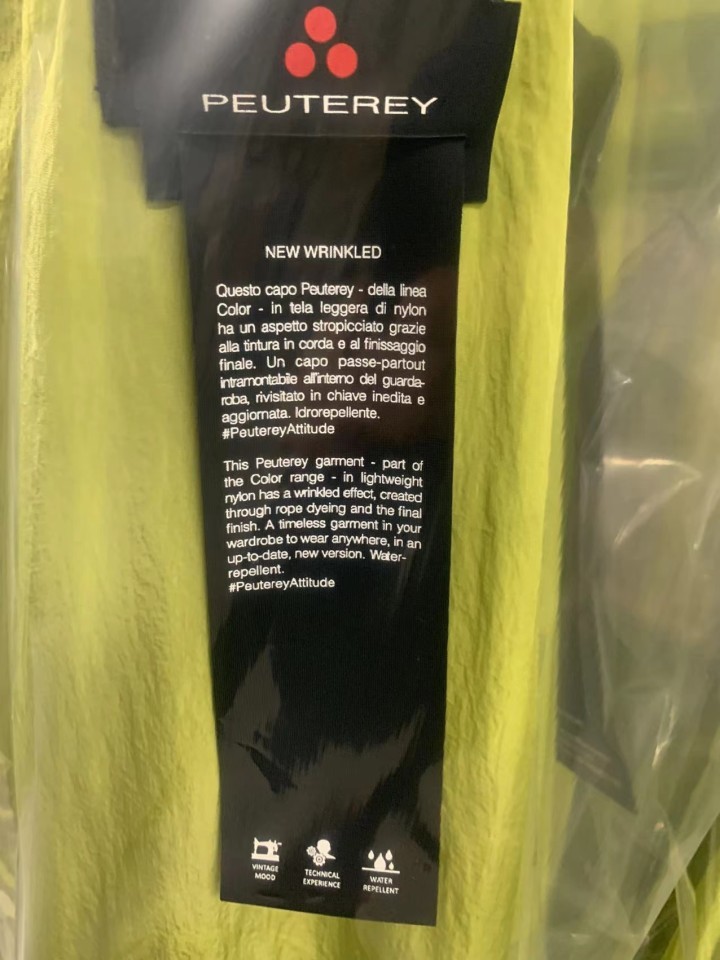 PEUTEREY
NEW WRINKLED
Questo capo Peuterey - della linea
Color - in tela leggera di nylon
ha un aspetto stropicciato grazie
alla tintura in corda e al finissaggio
finale. Un capo passe-partout
intramontabile all'interno del guarda-
roba, rivisitato in chiave inedita e
aggiornata. Idrorepellente.
#PeutereyAttitude
This Peuterey garment - part of
the Color range - in lightweight
nylon has a wrinkled effect, created
through rope dyeing and the final
finish. A timeless garment in your
wardrobe to wear anywhere, in an
up-to-date, new version. Water-
repellent.
#PeutereyAttitude
VINTAGE
MOOD
TECHNICAL
EXPERIENCE
WATER
REPELLENT